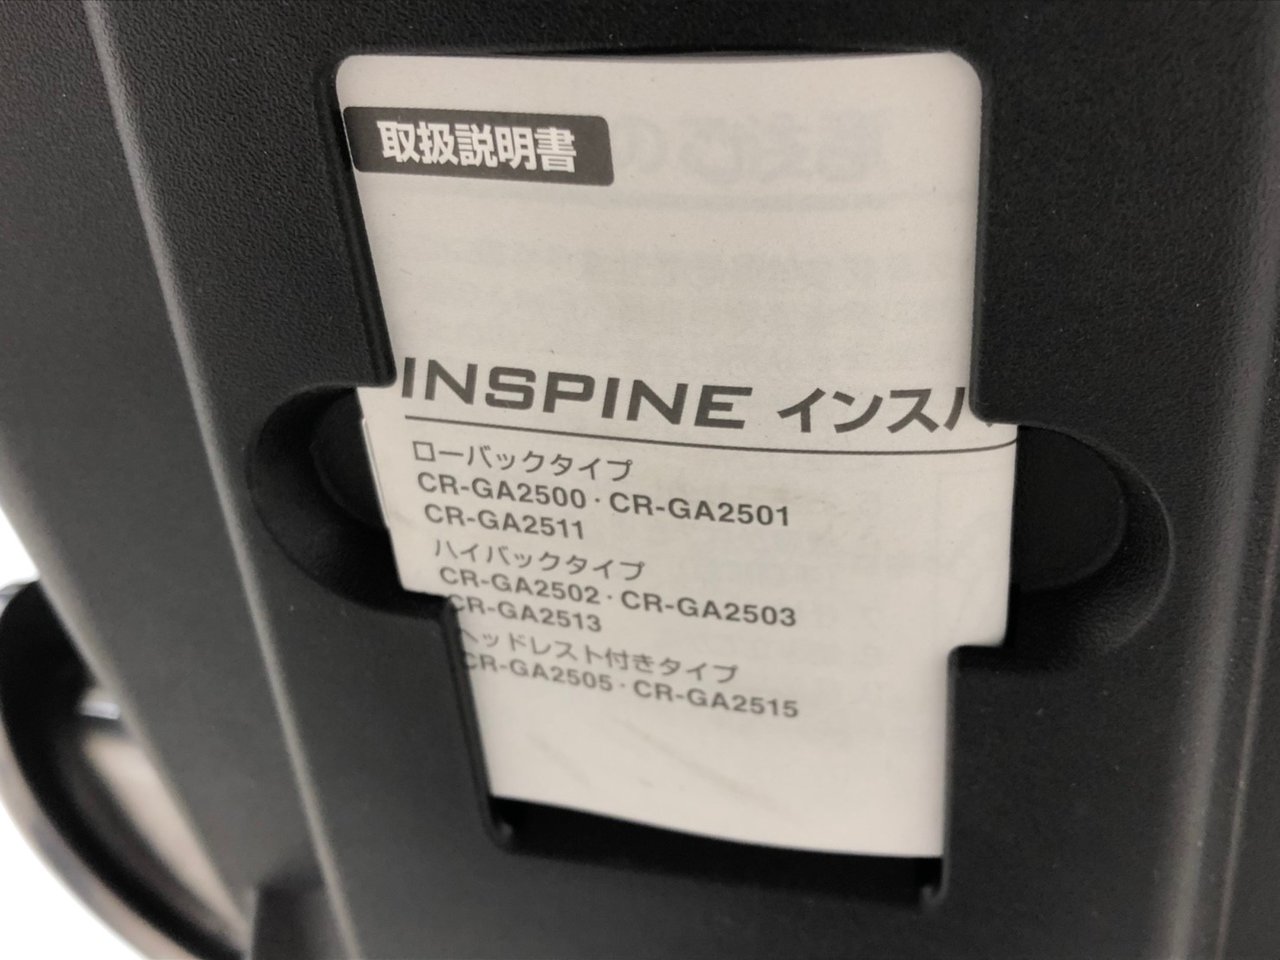 取扱説明書
INSPINE インスパ
ローバックタイプ
CR-GA2500・CR-GA2501
CR-GA2511
ハイバックタイプ
CR-GA2502・CR-GA2503
CR-GA2513
ヘッドレスト付きタイプ
CR-GA2505・CR-GA2515